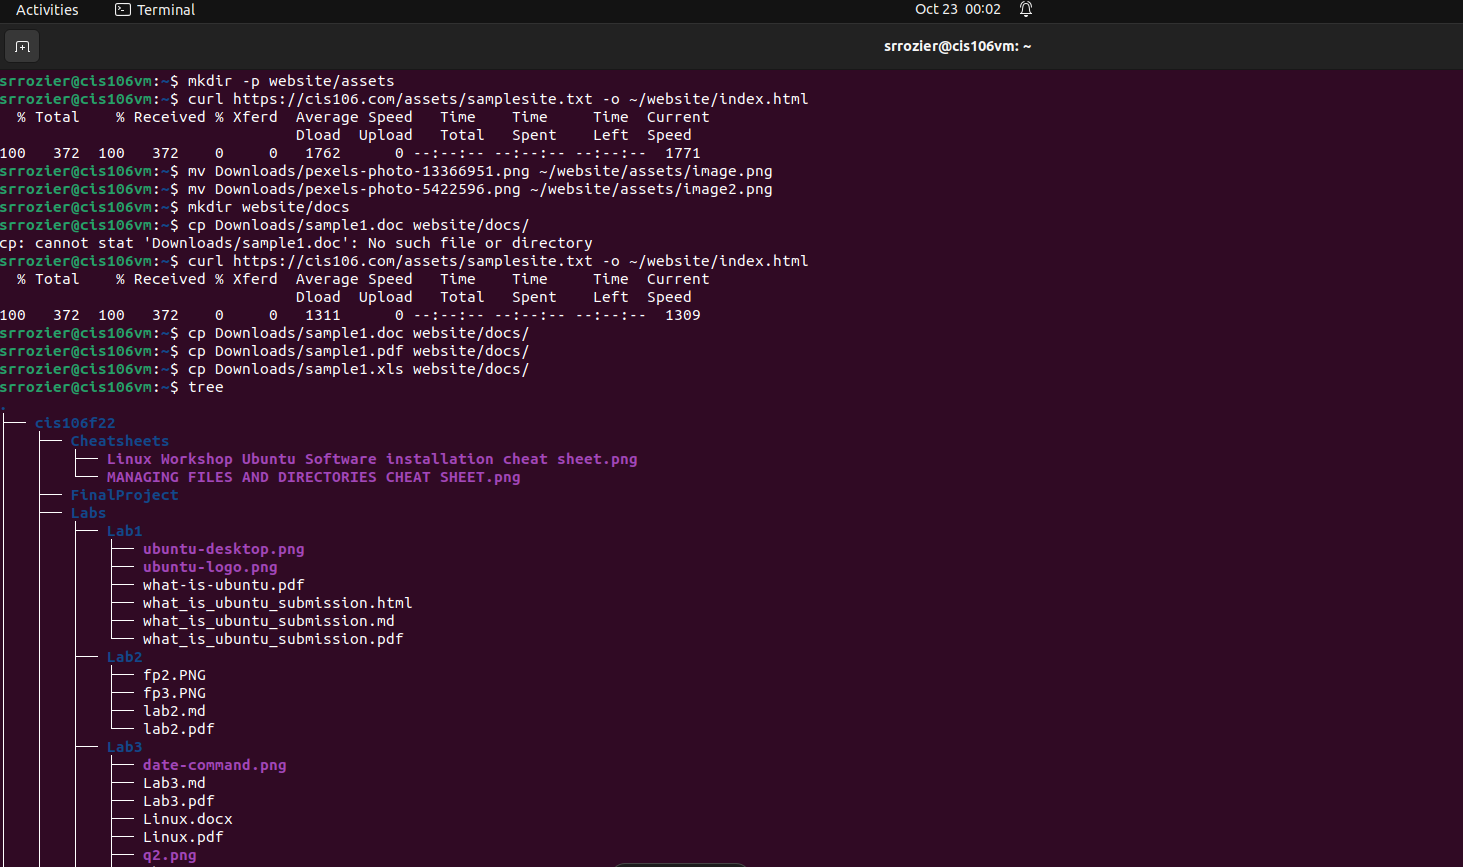 Activities Terminal Oct 23 00:02
srrozier@cis106vm: ~
srrozier@cis106vm:~$ mkdir -p website/assets
srrozier@cis106vm:~$ curl https://cis106.com/assets/samplesite.txt -o ~/website/index.html
  % Total    % Received % Xferd  Average Speed   Time    Time     Time  Current
                                 Dload  Upload   Total   Spent    Left  Speed
100   372  100   372    0     0   1762      0 --:--:-- --:--:-- --:--:--  1771
srrozier@cis106vm:~$ mv Downloads/pexels-photo-13366951.png ~/website/assets/image.png
srrozier@cis106vm:~$ mv Downloads/pexels-photo-5422596.png ~/website/assets/image2.png
srrozier@cis106vm:~$ mkdir website/docs
srrozier@cis106vm:~$ cp Downloads/sample1.doc website/docs/
cp: cannot stat 'Downloads/sample1.doc': No such file or directory
srrozier@cis106vm:~$ curl https://cis106.com/assets/samplesite.txt -o ~/website/index.html
  % Total    % Received % Xferd  Average Speed   Time    Time     Time  Current
                                 Dload  Upload   Total   Spent    Left  Speed
100   372  100   372    0     0   1311      0 --:--:-- --:--:-- --:--:--  1309
srrozier@cis106vm:~$ cp Downloads/sample1.doc website/docs/
srrozier@cis106vm:~$ cp Downloads/sample1.pdf website/docs/
srrozier@cis106vm:~$ cp Downloads/sample1.xls website/docs/
srrozier@cis106vm:~$ tree
.
├── cis106f22
│   ├── Cheatsheets
│   │   ├── Linux Workshop Ubuntu Software installation cheat sheet.png
│   │   └── MANAGING FILES AND DIRECTORIES CHEAT SHEET.png
│   ├── FinalProject
│   ├── Labs
│   │   ├── Lab1
│   │   │   ├── ubuntu-desktop.png
│   │   │   ├── ubuntu-logo.png
│   │   │   ├── what-is-ubuntu.pdf
│   │   │   ├── what_is_ubuntu_submission.html
│   │   │   ├── what_is_ubuntu_submission.md
│   │   │   └── what_is_ubuntu_submission.pdf
│   │   ├── Lab2
│   │   │   ├── fp2.PNG
│   │   │   ├── fp3.PNG
│   │   │   ├── lab2.md
│   │   │   └── lab2.pdf
│   │   ├── Lab3
│   │   │   ├── date-command.png
│   │   │   ├── Lab3.md
│   │   │   ├── Lab3.pdf
│   │   │   ├── Linux.docx
│   │   │   ├── Linux.pdf
│   │   │   ├── q2.png